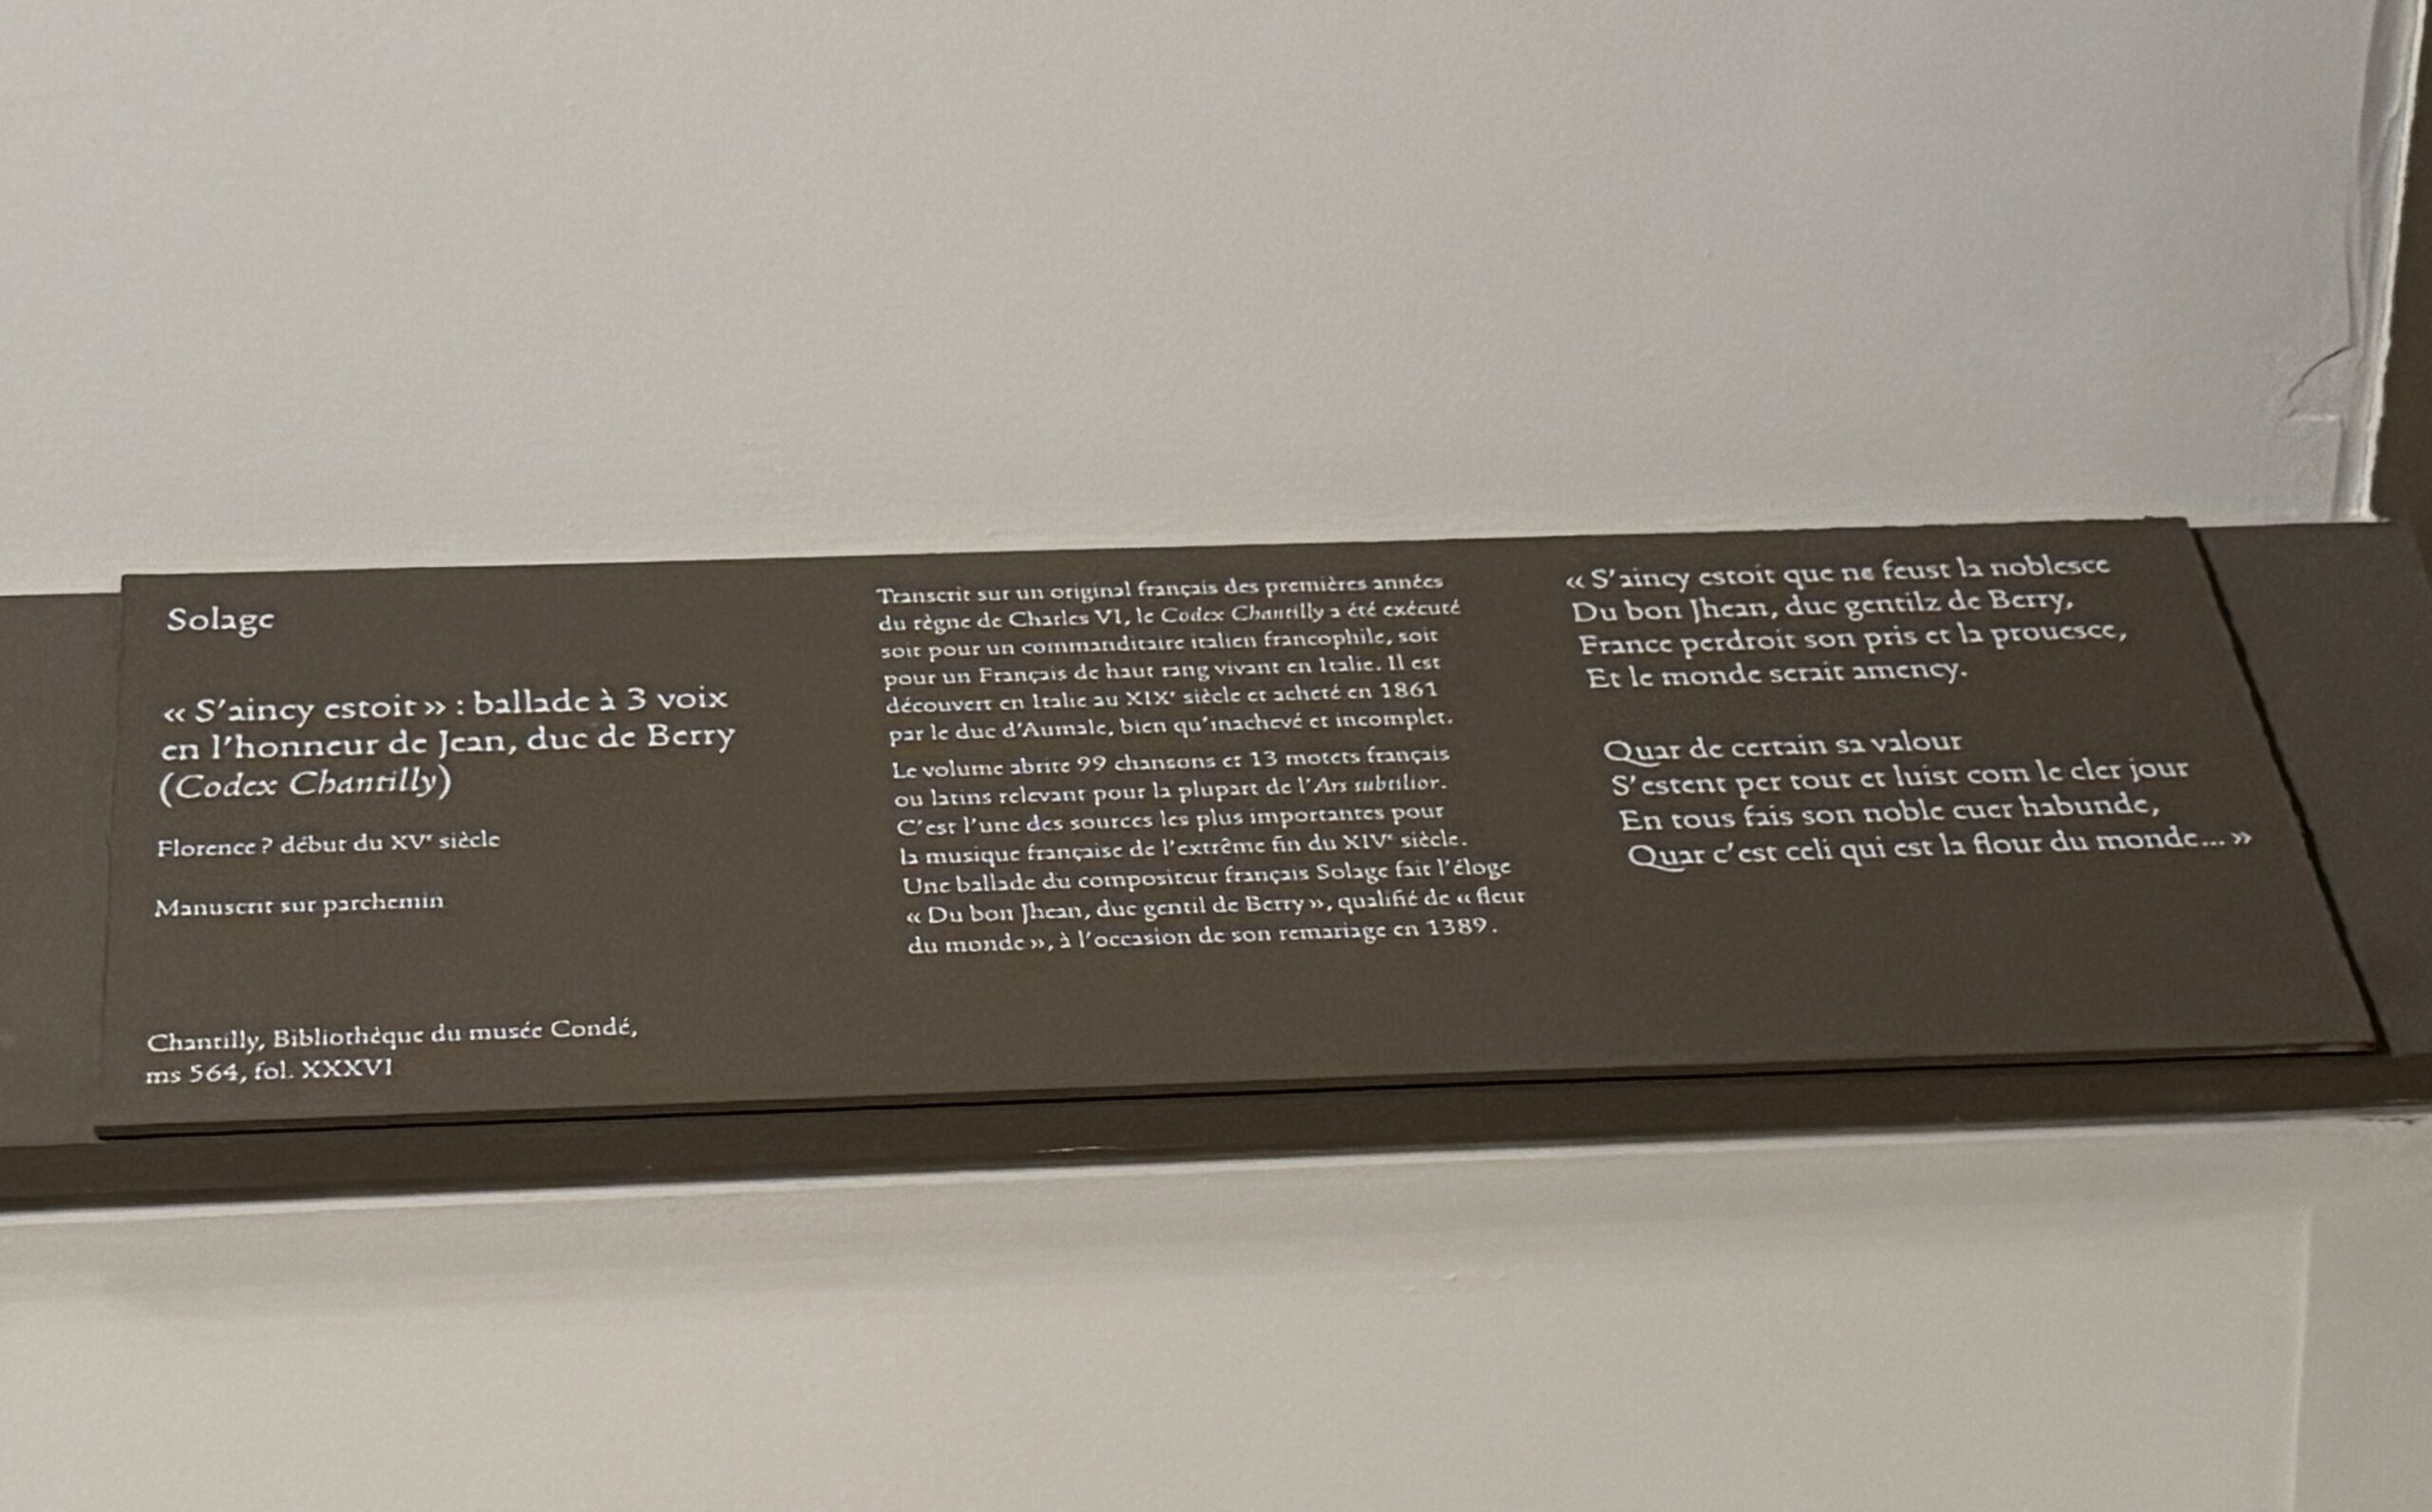 Solage
« S'aincy estoit » : ballade à 3 voix
en l'honneur de Jean, duc de Berry
(Codex Chantilly)
Florence ? début du XVe siècle
Manuscrit sur parchemin
Chantilly, Bibliothèque du musée Condé,
ms 564, fol. XXXVI
Transcrit sur un original français des premières années
du règne de Charles VI, le Codex Chantilly a été exécuté
soit pour un commanditaire italien francophile, soit
pour un Français de haut rang vivant en Italie. Il est
découvert en Italie au XIXe siècle et acheté en 1861
par le duc d'Aumale, bien qu'inachevé et incomplet.
Le volume abrite 99 chansons et 13 motets français
ou latins relevant pour la plupart de l'Ars subtilior.
C'est l'une des sources les plus importantes pour
la musique française de l'extrême fin du XIVe siècle.
Une ballade du compositeur français Solage fait l'éloge
« Du bon Jhean, duc gentil de Berry », qualifié de « fleur
du monde », à l'occasion de son remariage en 1389.
« S'aincy estoit que ne feust la noblesce
Du bon Jhean, duc gentilz de Berry,
France perdroit son pris et la prouesce,
Et le monde serait amency.
Quar de certain sa valour
S'estent per tout et luist com le cler jour
En tous fais son noble cuer habunde,
Quar c'est celi qui est la flour du monde... »